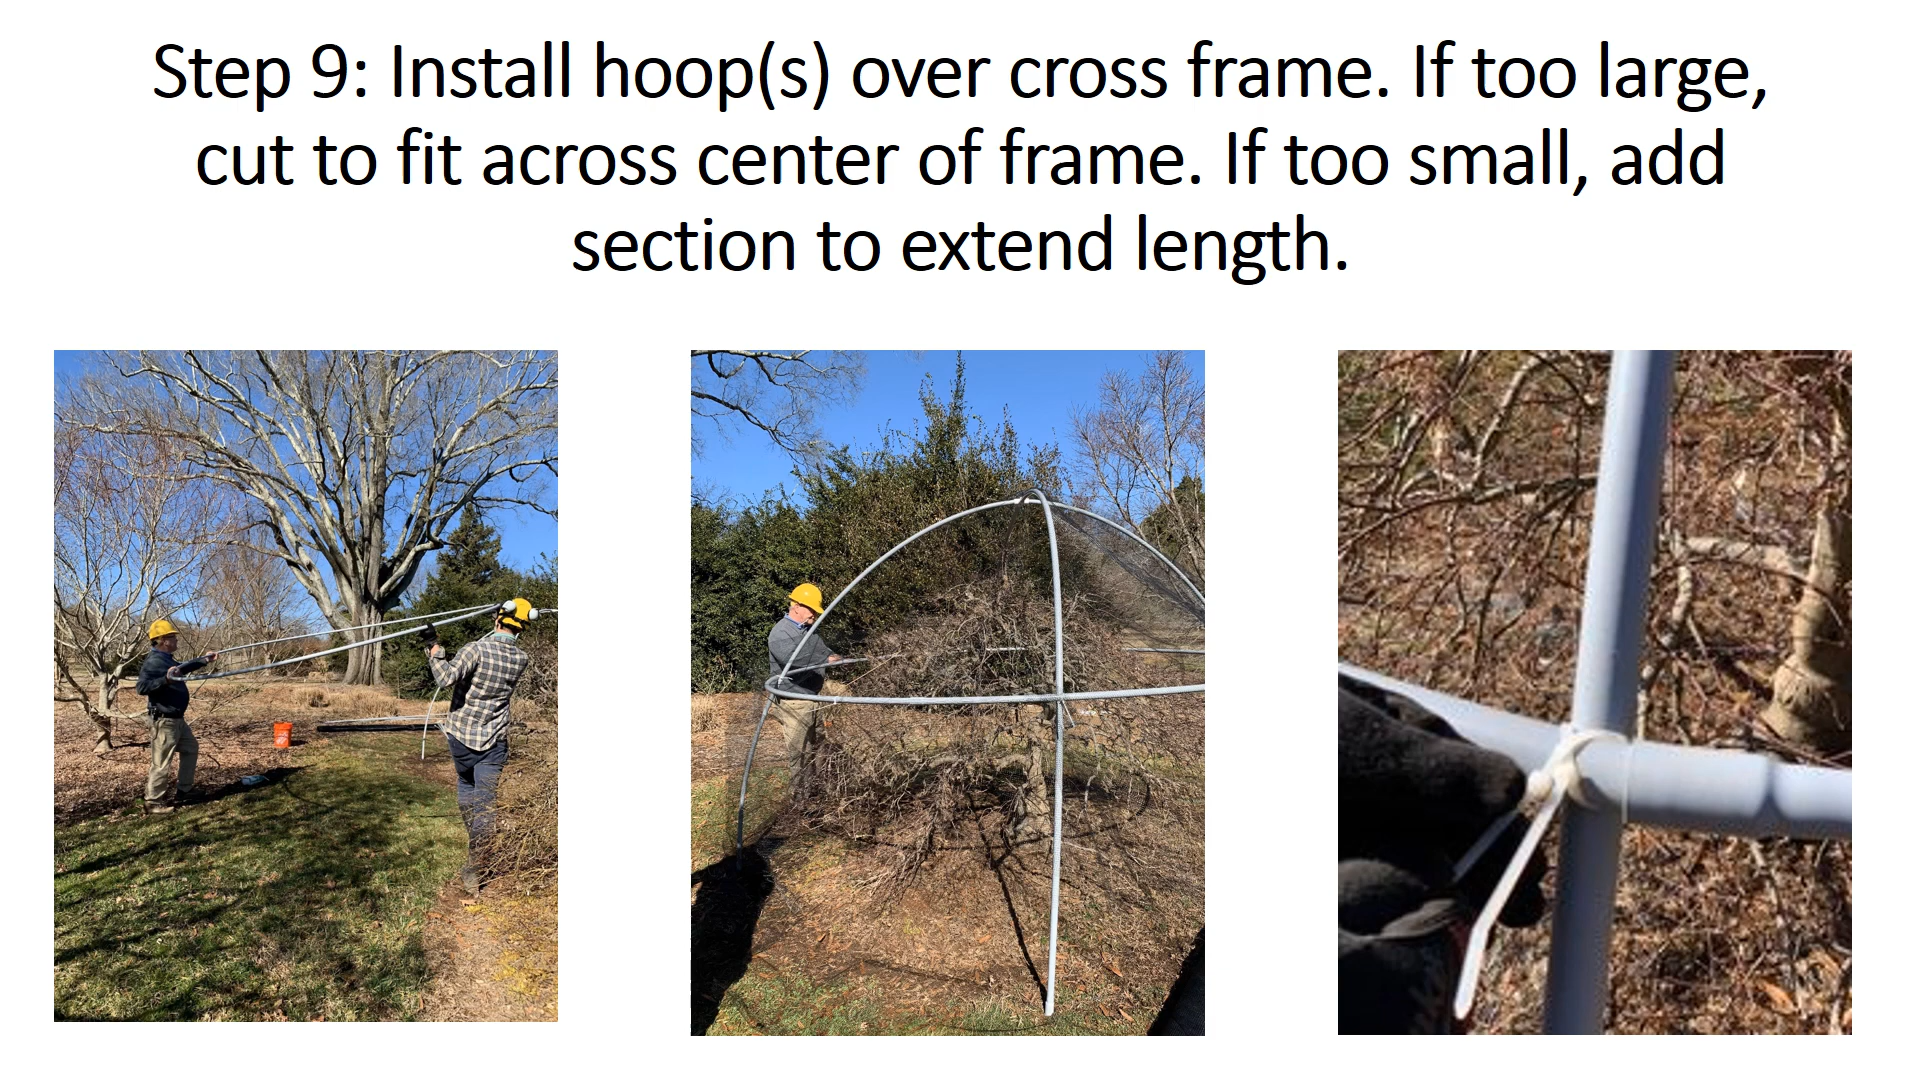 Step 9: Install hoop(s) over cross frame. If too large,
cut to fit across center of frame. If too small, add
section to extend length.